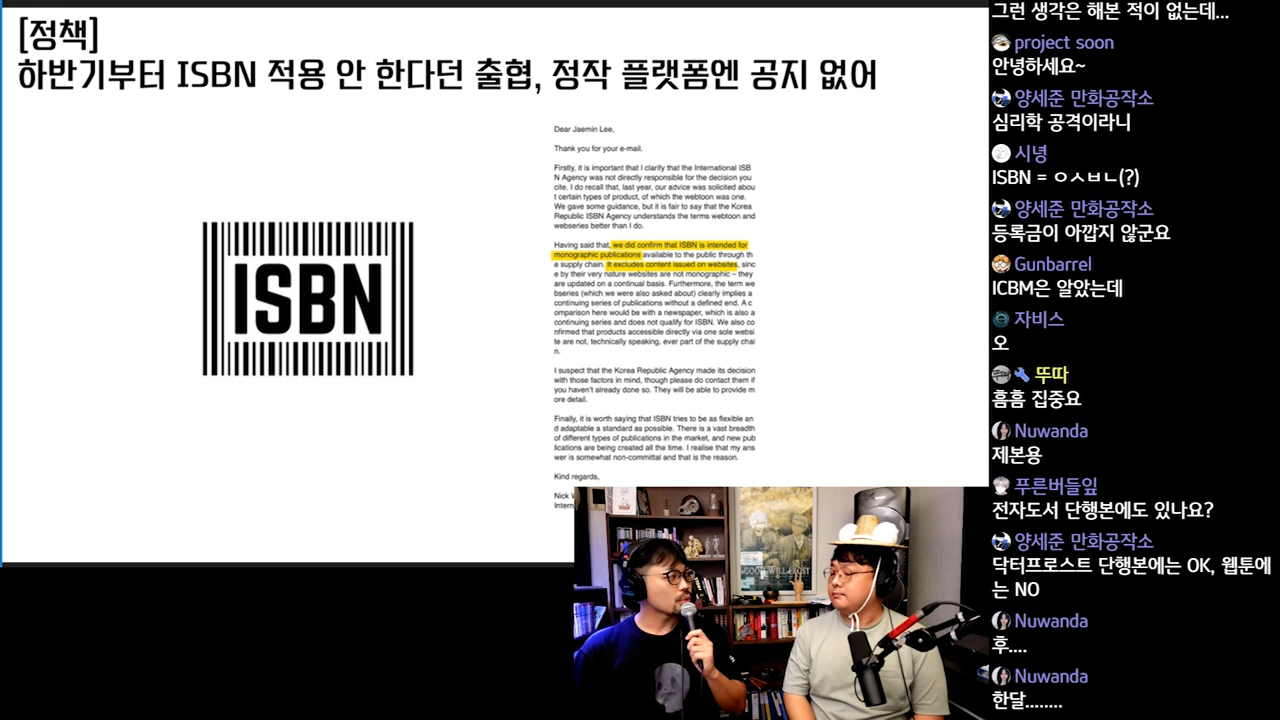 [정책]
하반기부터 ISBN 적용 안 한다던 출협, 정작 플랫폼엔 공지 없어
ISBN
Dear Jaemin Lee,
Thank you for your e-mail.
Firstly, it is important that I clarify that the International ISB
N Agency was not directly responsible for the decision you
cite. I do recall that, last year, our advice was solicited abou
t certain types of product, of which the webtoon was one.
We gave some guidance, but it is fair to say that the Korea
Republic ISBN Agency understands the terms webtoon and
webseries better than I do.
Having said that, we did confirm that ISBN is intended for
monographic publications available to the public through th
e supply chain. It excludes content issued on websites, sinc
e by their very nature websites are not monographic – they
are updated on a continual basis. Furthermore, the term we
bseries (which we were also asked about) clearly implies a
continuing series of publications without a defined end. A c
omparison here would be with a newspaper, which is also a
continuing series and does not qualify for ISBN. We also co
nfirmed that products accessible directly via one sole websi
te are not, technically speaking, ever part of the supply chai
n.
I suspect that the Korea Republic Agency made its decision
with those factors in mind, though please do contact them if
you haven't already done so. They will be able to provide m
ore detail.
Finally, it is worth saying that ISBN tries to be as flexible an
d adaptable a standard as possible. There is a vast breadth
of different types of publications in the market, and new pub
lications are being created all the time. I realise that my ans
wer is somewhat non-committal and that is the reason.
Kind regards,
Nick
Intern
GOOD WILL FROST
그런 생각은 해본 적이 없는데...
project soon
안녕하세요~
양세준 만화공작소
심리학 공격이라니
시녕
ISBN = ㅇㅅㅂㄴ(?)
양세준 만화공작소
등록금이 아깝지 않군요
Gunbarrel
ICBM은 알았는데
자비스
오
뚜따
흠흠 집중요
Nuwanda
제본용
푸른버들잎
전자도서 단행본에도 있나요?
양세준 만화공작소
닥터프로스트 단행본에는 OK, 웹툰에
는 NO
Nuwanda
후....
Nuwanda
한달........